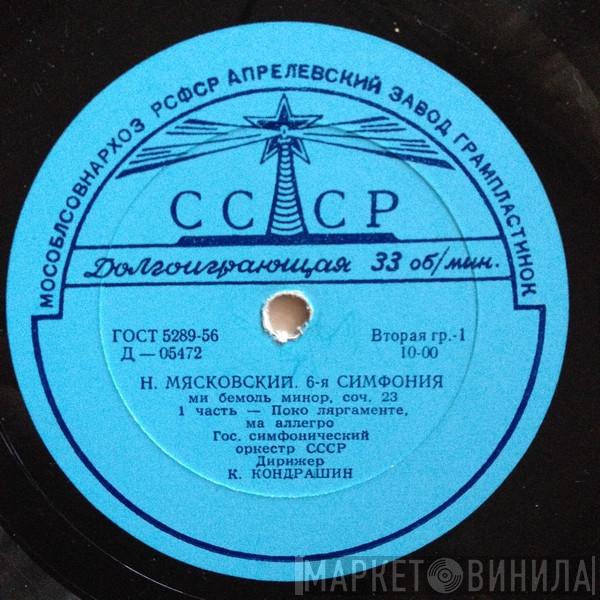 МОСОБЛСОВНАРХОЗ РСФСР АПРЕЛЕВСКИЙ ЗАВОД ГРАМПЛАСТИНОК
СССР
Долгоиграющая 33 об/мин.
ГОСТ 5289-56
Д — 05472
Вторая гр.-1
10-00
Н. МЯСКОВСКИЙ. 6-я СИМФОНИЯ
ми бемоль минор, соч. 23
1 часть — Поко ляргаменте,
ма аллегро
Гос. симфонический
оркестр СССР
Дирижер
К. КОНДРАШИН
МАРКЕТ ВИНИЛА